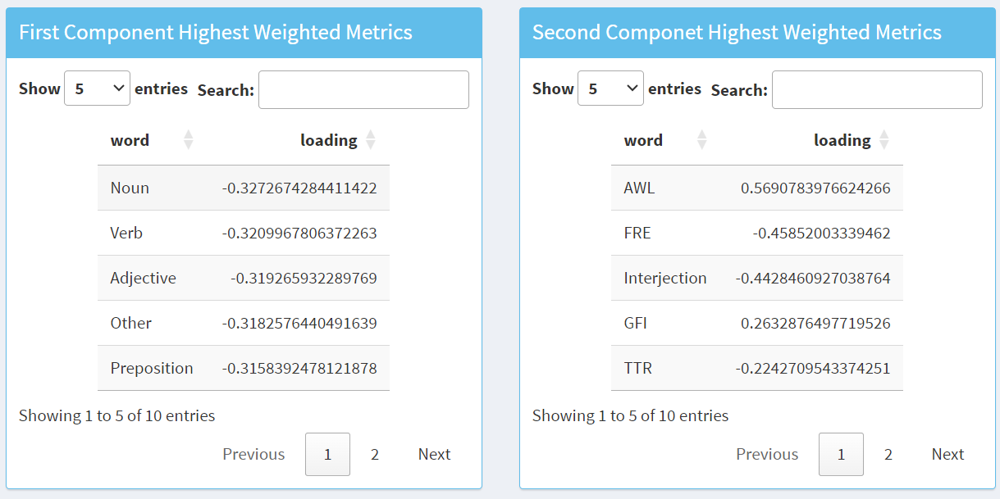 First Component Highest Weighted Metrics
Show 5 entries Search:
word loading
Noun -0.3272674284411422
Verb -0.3209967806372263
Adjective -0.319265932289769
Other -0.3182576440491639
Preposition -0.3158392478121878
Showing 1 to 5 of 10 entries
Previous 1 2 Next
Second Componet Highest Weighted Metrics
Show 5 entries Search:
word loading
AWL 0.5690783976624266
FRE -0.45852003339462
Interjection -0.4428460927038764
GFI 0.2632876497719526
TTR -0.2242709543374251
Showing 1 to 5 of 10 entries
Previous 1 2 Next